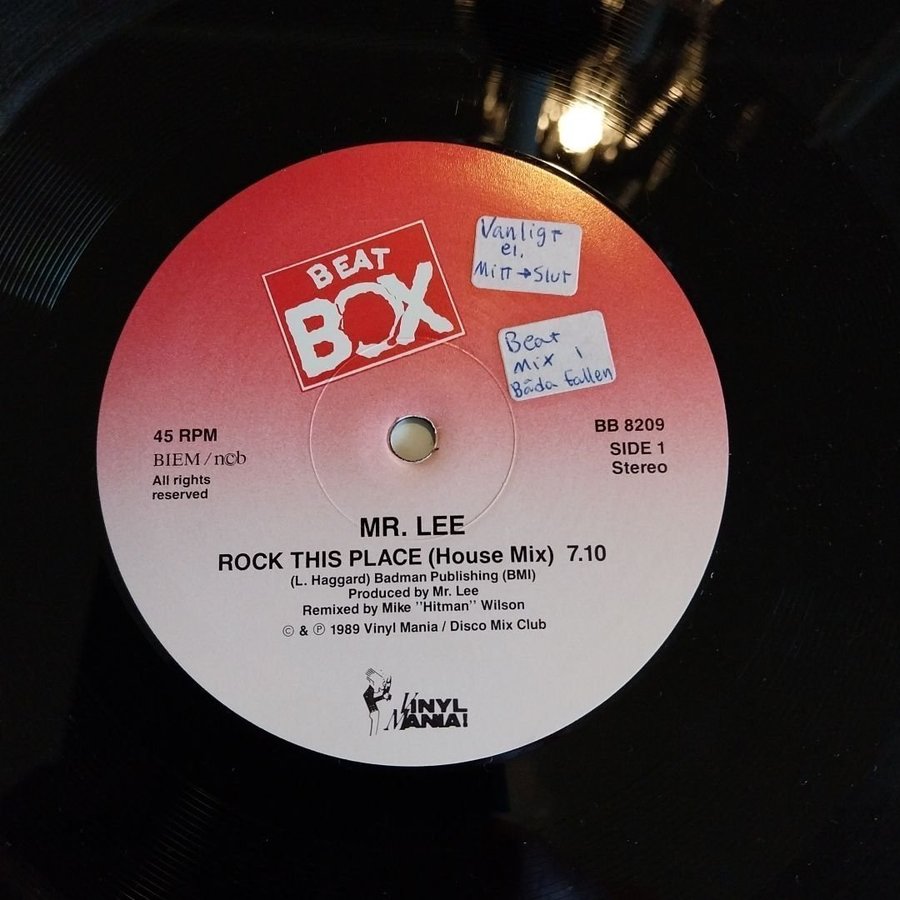 BEAT
BOX
Vanligt
el.
Mitt → Slut
Beat
Mix i
Båda fallen
45 RPM
BIEM / n©b
All rights
reserved
BB 8209
SIDE 1
Stereo
MR. LEE
ROCK THIS PLACE (House Mix) 7.10
(L. Haggard) Badman Publishing (BMI)
Produced by Mr. Lee
Remixed by Mike "Hitman" Wilson
© & ℗ 1989 Vinyl Mania / Disco Mix Club
VINYL
MANIA!